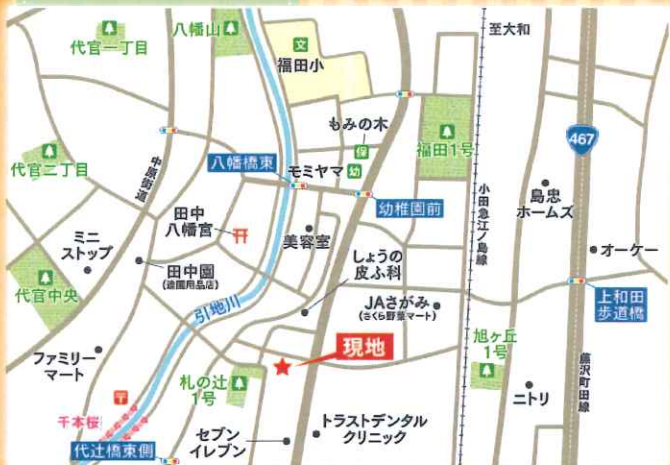 代官一丁目
八幡山
文
福田小
至大和
もみの木
保
福田1号
467
代官二丁目
中原街道
八幡橋東
モミヤマ
幼
幼稚園前
小田急江ノ島線
島忠
ホームズ
田中
八幡宮
美容室
ミニ
ストップ
田中園
(造園用品店)
しょうの
皮ふ科
オーケー
代官中央
引地川
JAさがみ
(さくら野菜マート)
上和田
歩道橋
ファミリー
マート
現地
旭ヶ丘
1号
藤沢町田線
札の辻
1号
ニトリ
千本桜
代辻橋東側
セブン
イレブン
トラストデンタル
クリニック